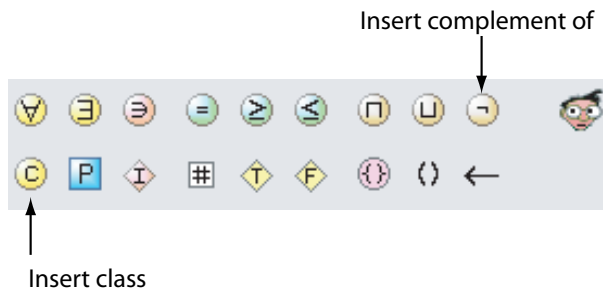 Insert complement of
∀ ∃ ∋ = ≥ ≤ ⊓ ⊔ ¬
C P I # T F {} () ←
Insert class